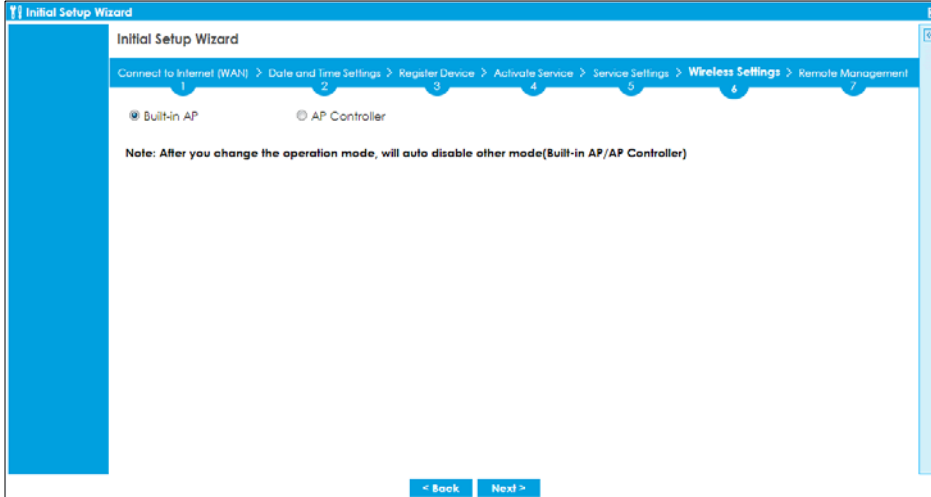 Initial Setup Wizard
Initial Setup Wizard
Connect to Internet (WAN) > Date and Time Settings > Register Device > Activate Service > Service Settings > Wireless Settings > Remote Management
1 2 3 4 5 6 7
Built-in AP AP Controller
Note: After you change the operation mode, will auto disable other mode(Built-in AP/AP Controller)
< Back Next >